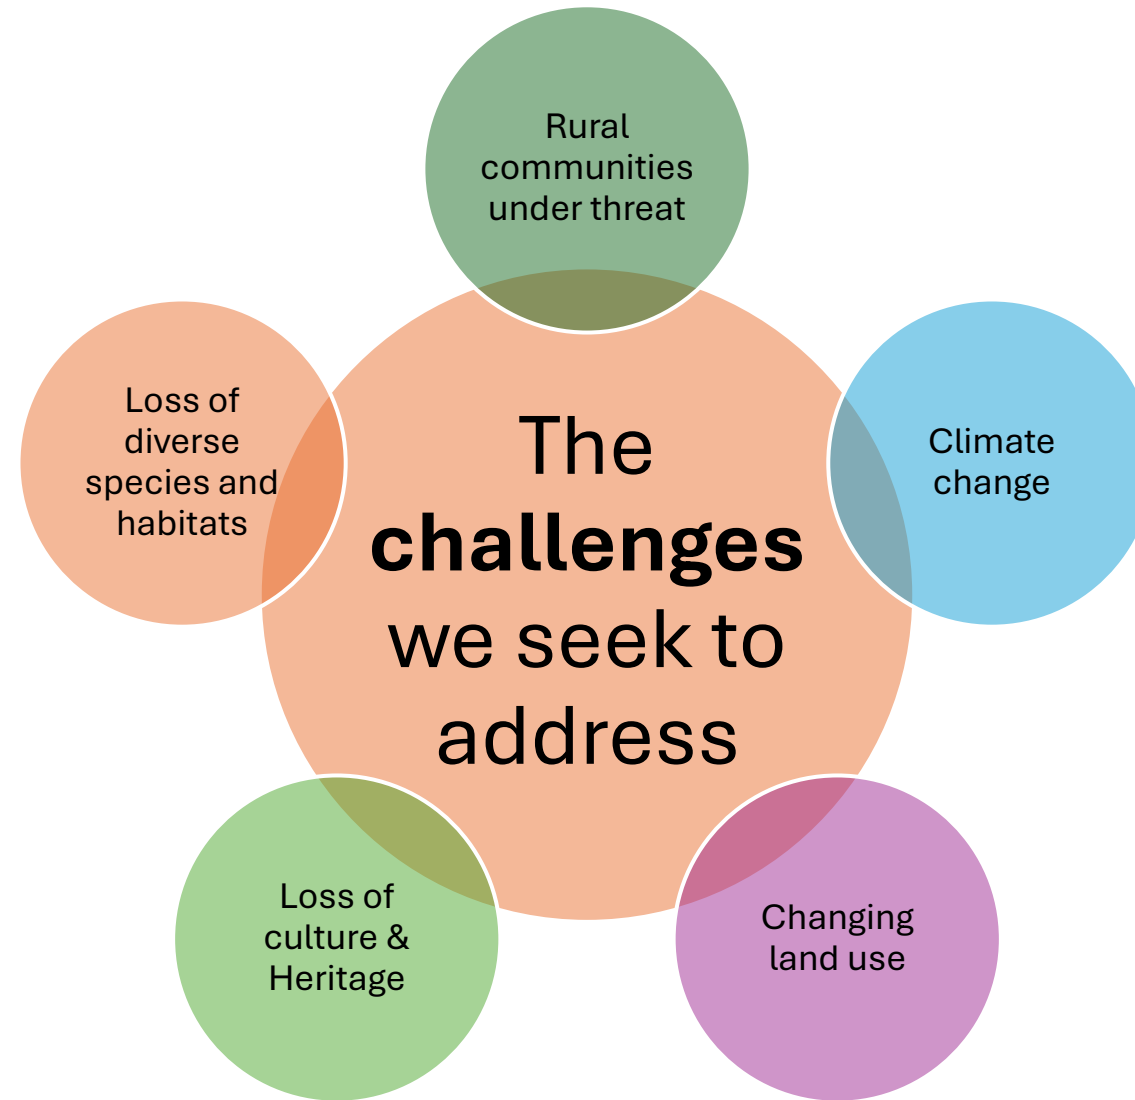 Rural
communities
under threat
Loss of
diverse
species and
habitats
The
challenges
we seek to
address
Climate
change
Loss of
culture &
Heritage
Changing
land use